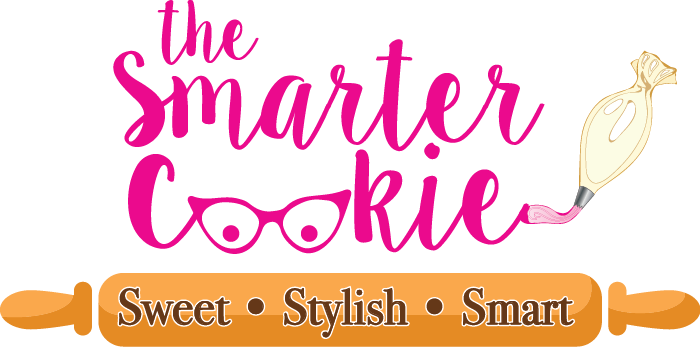 the
Smarter
Cookie
Sweet • Stylish • Smart